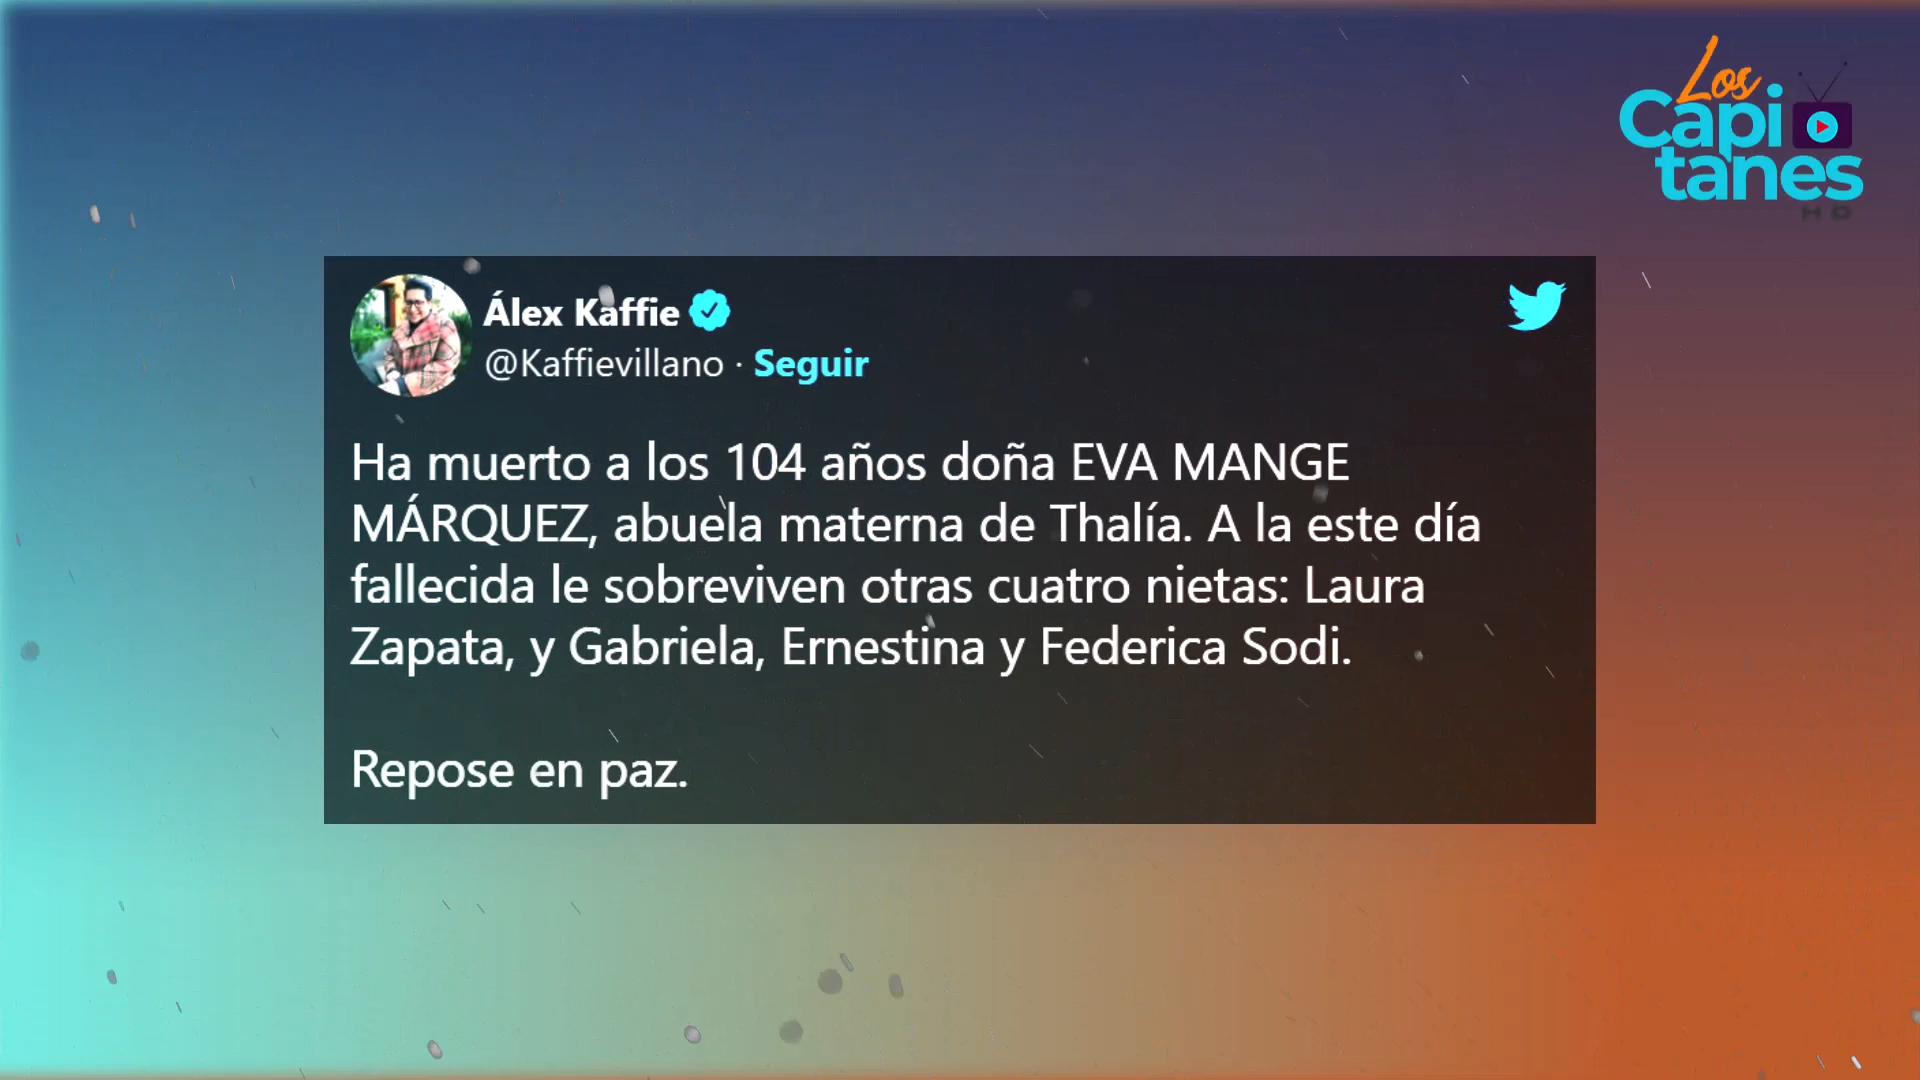 Los
Capi
tanes
HD
Álex Kaffie
@Kaffievillano · Seguir
Ha muerto a los 104 años doña EVA MANGE
MÁRQUEZ, abuela materna de Thalía. A la este día
fallecida le sobreviven otras cuatro nietas: Laura
Zapata, y Gabriela, Ernestina y Federica Sodi.
Repose en paz.